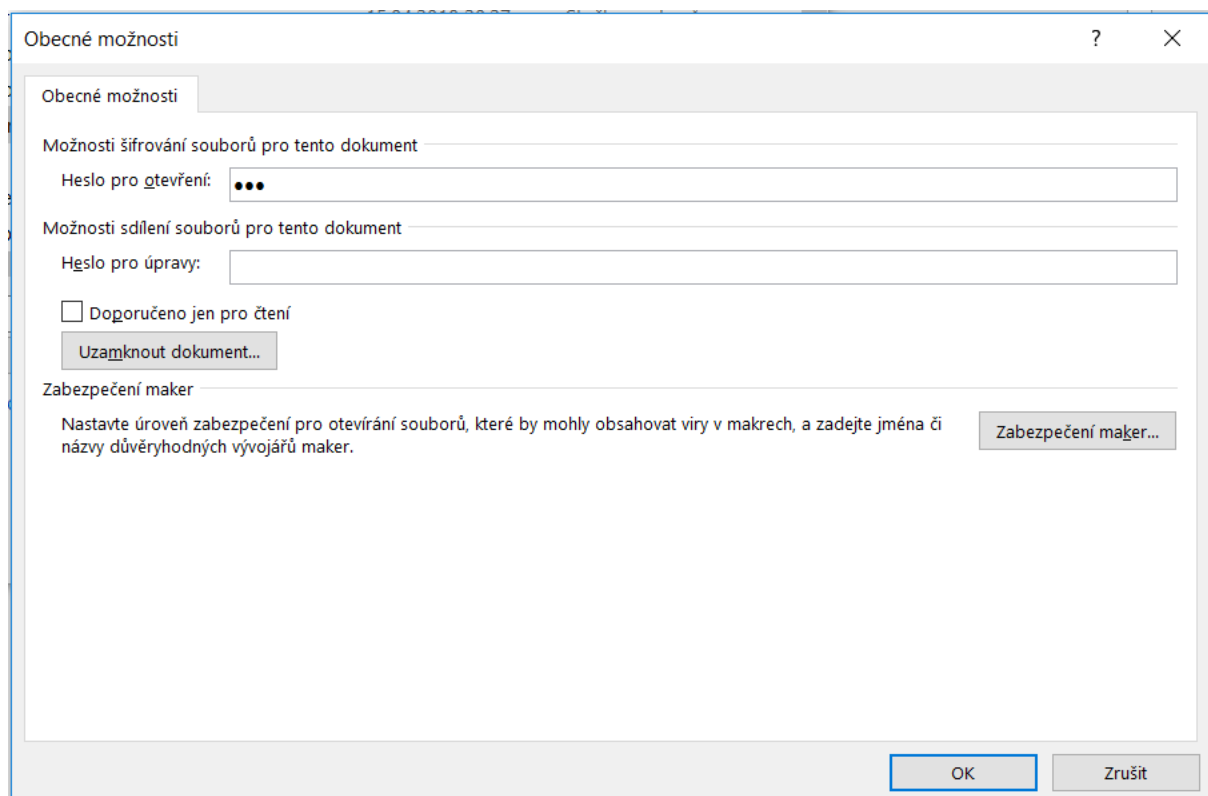 Obecné možnosti
Obecné možnosti
Možnosti šifrování souborů pro tento dokument
Heslo pro otevření: •••
Možnosti sdílení souborů pro tento dokument
Heslo pro úpravy:
Doporučeno jen pro čtení
Uzamknout dokument...
Zabezpečení maker
Nastavte úroveň zabezpečení pro otevírání souborů, které by mohly obsahovat viry v makrech, a zadejte jména či
názvy důvěryhodných vývojářů maker.
Zabezpečení maker...
OK
Zrušit